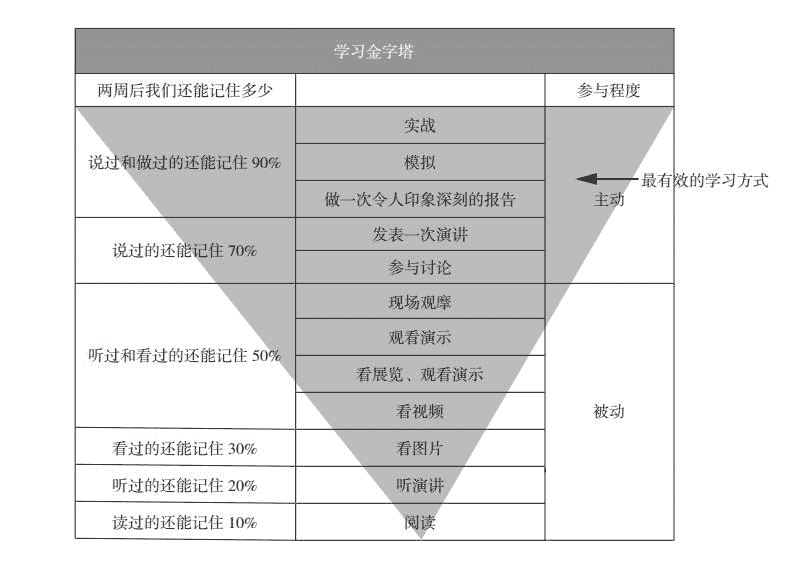 学习金字塔
两周后我们还能记住多少
参与程度
说过和做过的还能记住 90%
实战
模拟
做一次令人印象深刻的报告
主动
最有效的学习方式
说过的还能记住 70%
发表一次演讲
参与讨论
听过和看过的还能记住 50%
现场观摩
观看演示
看展览、观看演示
看视频
被动
看过的还能记住 30%
看图片
听过的还能记住 20%
听演讲
读过的还能记住 10%
阅读